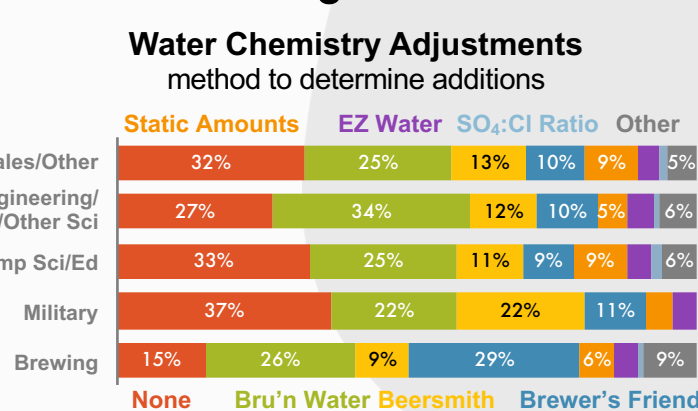 Water Chemistry Adjustments
method to determine additions
Static Amounts EZ Water SO₄:Cl Ratio Other
32% 25% 13% 10% 9% 5%
/Other Sci 27% 34% 12% 10% 5% 6%
Sci/Ed 33% 25% 11% 9% 9% 6%
Military 37% 22% 22% 11%
Brewing 15% 26% 9% 29% 6% 9%
None Bru'n Water Beersmith Brewer's Friend